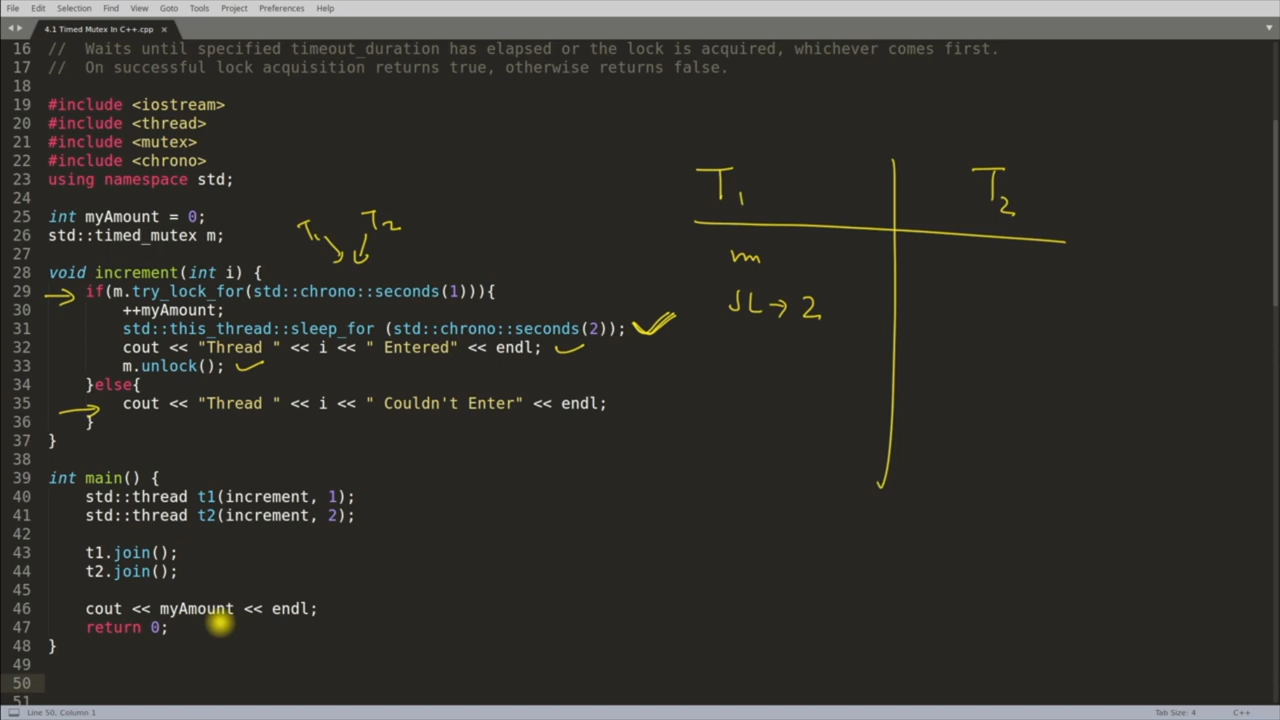 File Edit Selection Find View Goto Tools Project Preferences Help
4.1 Timed Mutex In C++.cpp ×
16 // Waits until specified timeout_duration has elapsed or the lock is acquired, whichever comes first.
17 // On successful lock acquisition returns true, otherwise returns false.
18
19 #include <iostream>
20 #include <thread>
21 #include <mutex>
22 #include <chrono>
23 using namespace std;
24
25 int myAmount = 0;
26 std::timed_mutex m;
27
28 void increment(int i) {
29 if(m.try_lock_for(std::chrono::seconds(1))){
30 ++myAmount;
31 std::this_thread::sleep_for (std::chrono::seconds(2));
32 cout << "Thread " << i << " Entered" << endl;
33 m.unlock();
34 }else{
35 cout << "Thread " << i << " Couldn't Enter" << endl;
36 }
37 }
38
39 int main() {
40 std::thread t1(increment, 1);
41 std::thread t2(increment, 2);
42
43 t1.join();
44 t2.join();
45
46 cout << myAmount << endl;
47 return 0;
48 }
49
50
51
T1 T2
T1 T2
m
SL → 2
Line 50, Column 1 Tab Size: 4 C++